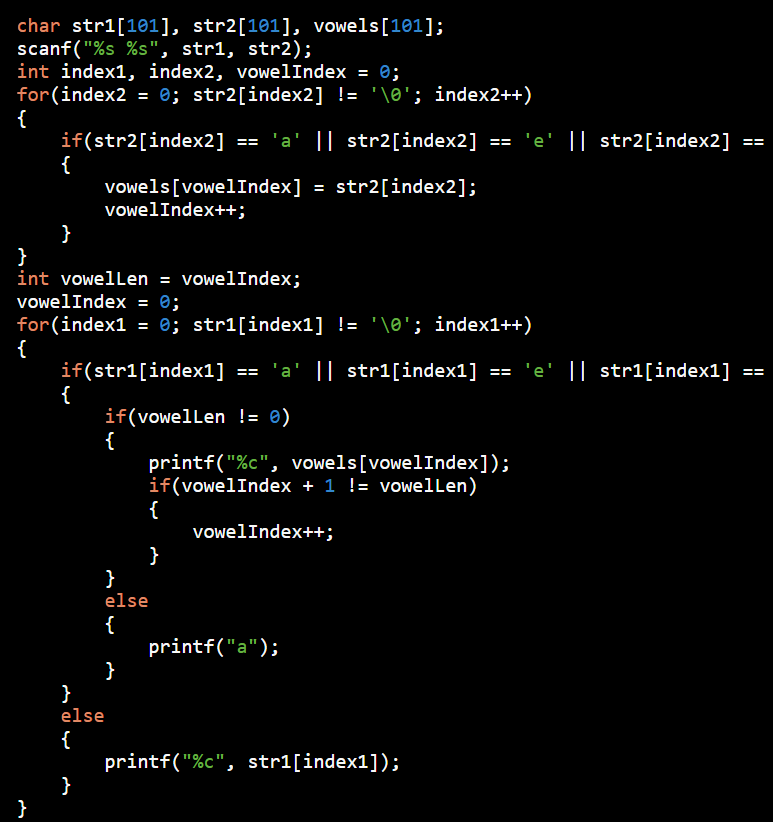 char str1[101], str2[101], vowels[101];
scanf("%s %s", str1, str2);
int index1, index2, vowelIndex = 0;
for(index2 = 0; str2[index2] != '\0'; index2++)
{
    if(str2[index2] == 'a' || str2[index2] == 'e' || str2[index2] ==
    {
        vowels[vowelIndex] = str2[index2];
        vowelIndex++;
    }
}
int vowelLen = vowelIndex;
vowelIndex = 0;
for(index1 = 0; str1[index1] != '\0'; index1++)
{
    if(str1[index1] == 'a' || str1[index1] == 'e' || str1[index1] ==
    {
        if(vowelLen != 0)
        {
            printf("%c", vowels[vowelIndex]);
            if(vowelIndex + 1 != vowelLen)
            {
                vowelIndex++;
            }
        }
        else
        {
            printf("a");
        }
    }
    else
    {
        printf("%c", str1[index1]);
    }
}